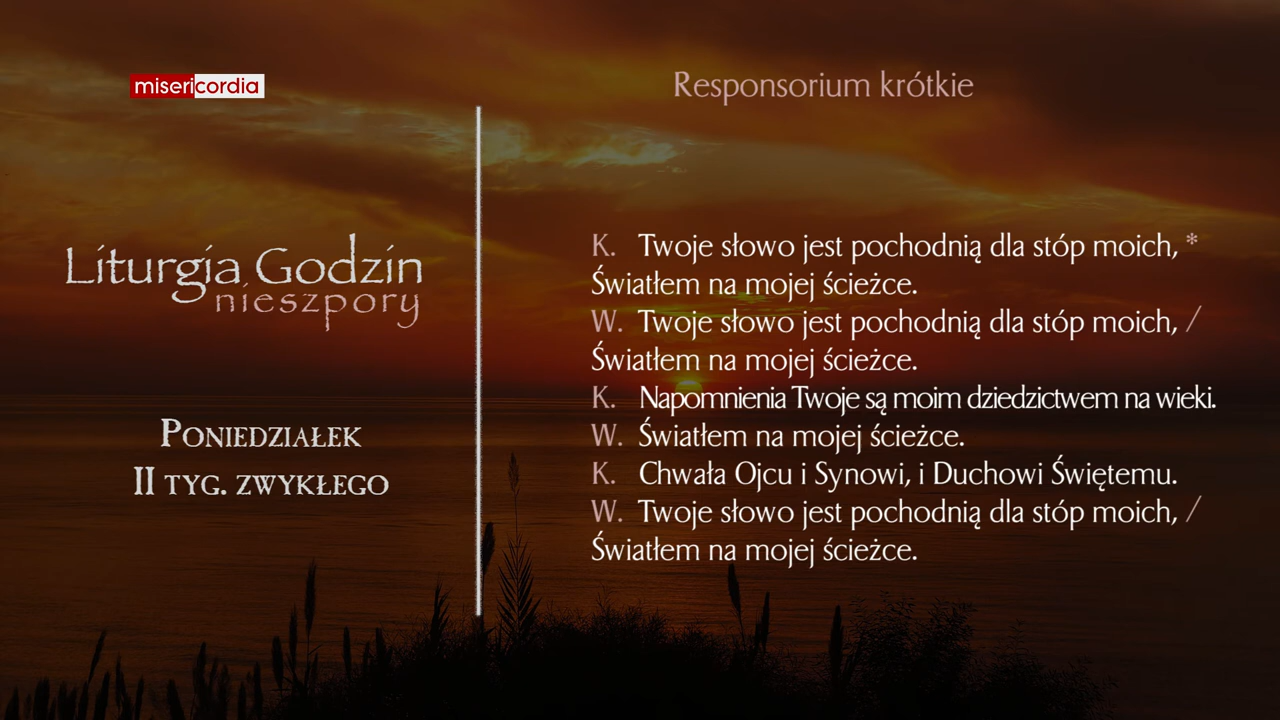 misericordia
Liturgia Godzin
nieszpory
Poniedziałek
II tyg. zwykłego
Responsorium krótkie
K. Twoje słowo jest pochodnią dla stóp moich, *
Światłem na mojej ścieżce.
W. Twoje słowo jest pochodnią dla stóp moich, /
Światłem na mojej ścieżce.
K. Napomnienia Twoje są moim dziedzictwem na wieki.
W. Światłem na mojej ścieżce.
K. Chwała Ojcu i Synowi, i Duchowi Świętemu.
W. Twoje słowo jest pochodnią dla stóp moich, /
Światłem na mojej ścieżce.